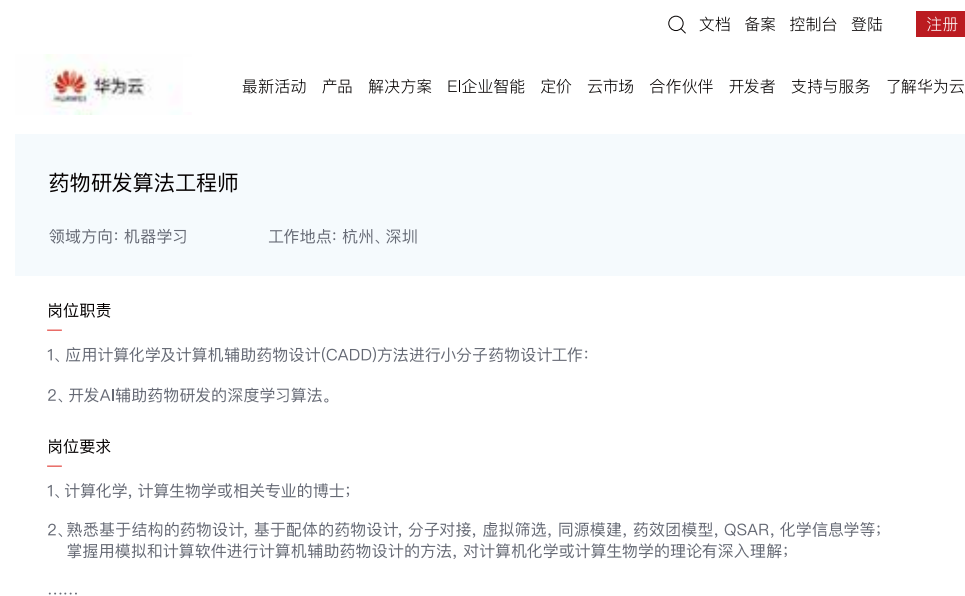 文档 备案 控制台 登陆 注册
HUAWEI 华为云 最新活动 产品 解决方案 EI企业智能 定价 云市场 合作伙伴 开发者 支持与服务 了解华为云
药物研发算法工程师
领域方向: 机器学习 工作地点: 杭州、深圳
岗位职责
1、应用计算化学及计算机辅助药物设计(CADD)方法进行小分子药物设计工作:
2、开发AI辅助药物研发的深度学习算法。
岗位要求
1、计算化学, 计算生物学或相关专业的博士;
2、熟悉基于结构的药物设计, 基于配体的药物设计, 分子对接, 虚拟筛选, 同源模建, 药效团模型, QSAR, 化学信息学等;
掌握用模拟和计算软件进行计算机辅助药物设计的方法, 对计算机化学或计算生物学的理论有深入理解;
……